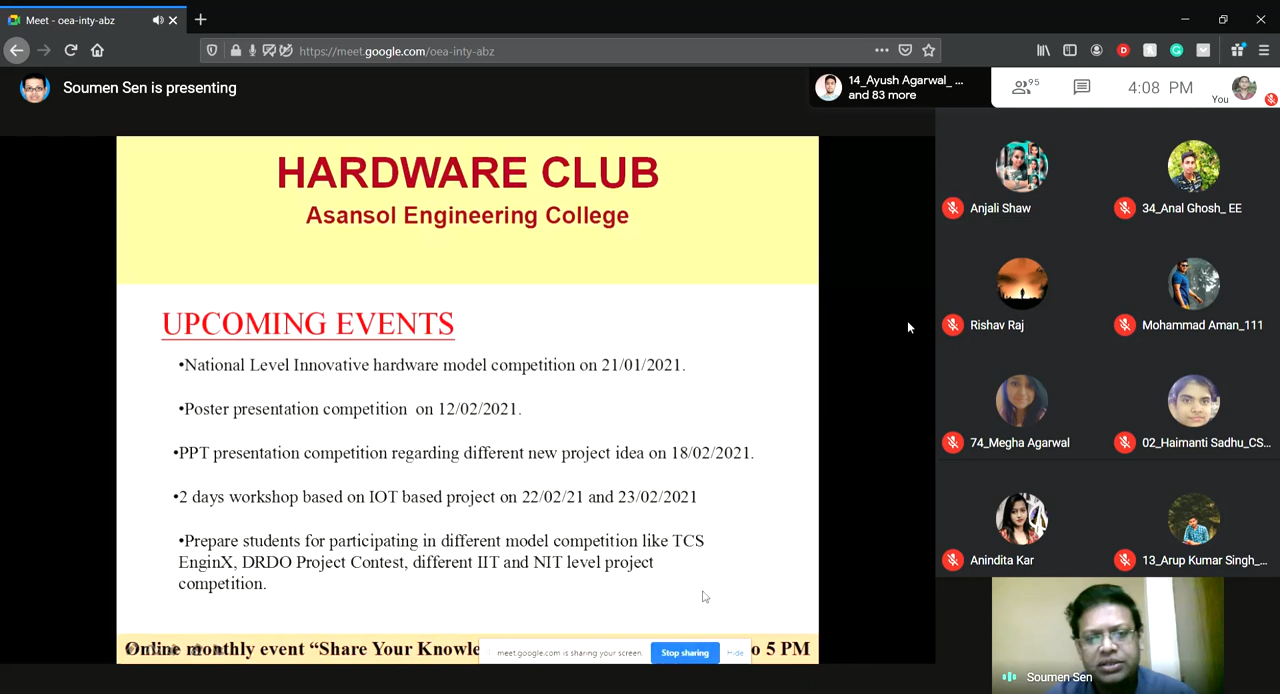 Meet - oea-inty-abz
https://meet.google.com/oea-inty-abz
Soumen Sen is presenting
14_Ayush Agarwal_ ...
and 83 more
95
4:08 PM
You
HARDWARE CLUB
Asansol Engineering College
UPCOMING EVENTS
•National Level Innovative hardware model competition on 21/01/2021.
•Poster presentation competition on 12/02/2021.
•PPT presentation competition regarding different new project idea on 18/02/2021.
•2 days workshop based on IOT based project on 22/02/21 and 23/02/2021
•Prepare students for participating in different model competition like TCS
EnginX, DRDO Project Contest, different IIT and NIT level project
competition.
Online monthly event “Share Your Knowle
o 5 PM
meet.google.com is sharing your screen.
Stop sharing
Hide
Anjali Shaw
34_Anal Ghosh_ EE
Rishav Raj
Mohammad Aman_111
74_Megha Agarwal
02_Haimanti Sadhu_CS...
Anindita Kar
13_Arup Kumar Singh_...
Soumen Sen